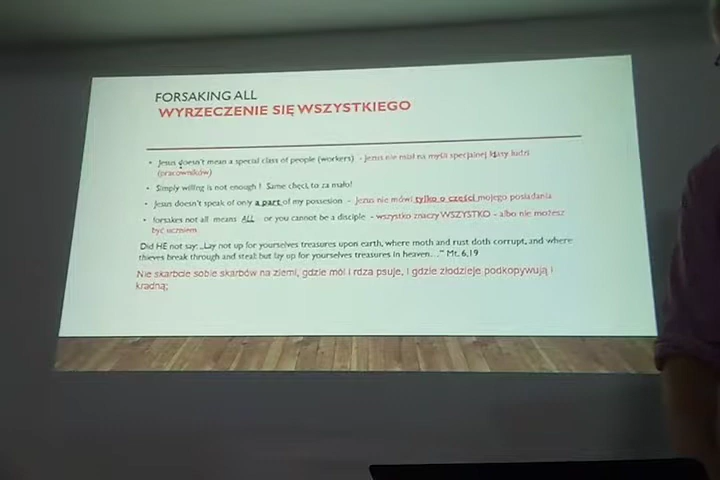 FORSAKING ALL
WYRZECZENIE SIĘ WSZYSTKIEGO
• Jesus doesn't mean a special class of people (workers) - Jezus nie miał na myśli specjalnej klasy ludzi
(pracowników)
• Simply willing is not enough ! Same chęci, to za mało!
• Jesus doesn't speak of only a part of my possesion - Jezus nie mówi tylko o części mojego posiadania
• forsakes not all means ALL or you cannot be a disciple - wszystko znaczy WSZYSTKO - albo nie możesz
być uczniem
Did HE not say: „Lay not up for yourselves treasures upon earth, where moth and rust doth corrupt, and where
thieves break through and steal: but lay up for yourselves treasures in heaven…" Mt. 6,19
Nie skarbcie sobie skarbów na ziemi, gdzie mól i rdza psuje, i gdzie złodzieje podkopywują i
kradną;